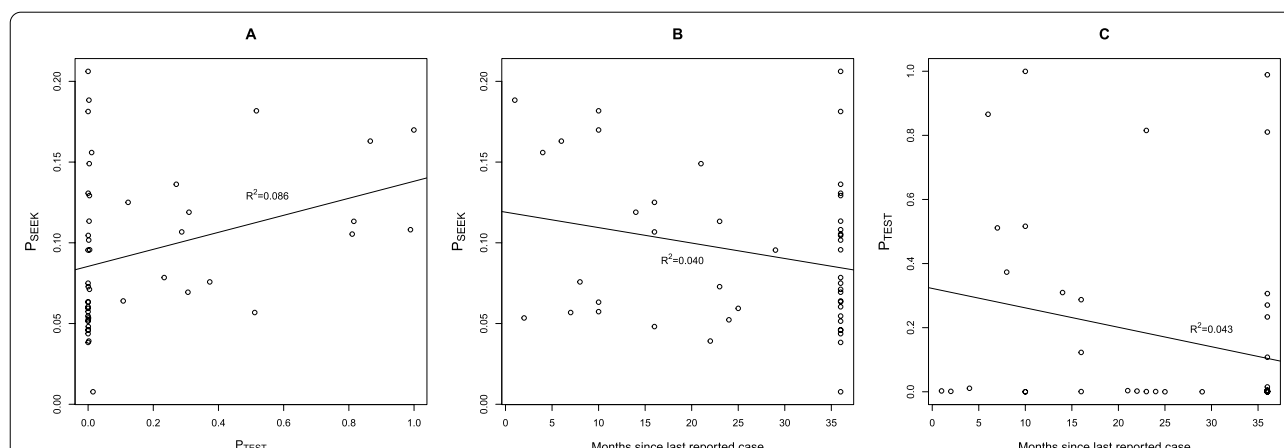 A
P_SEEK
0.20
0.15
0.10
0.05
0.00
R²=0.086
0.0 0.2 0.4 0.6 0.8 1.0
P_TEST
B
P_SEEK
0.20
0.15
0.10
0.05
0.00
R²=0.040
0 5 10 15 20 25 30 35
Months since last reported case
C
P_TEST
1.0
0.8
0.6
0.4
0.2
0.0
R²=0.043
0 5 10 15 20 25 30 35
Months since last reported case